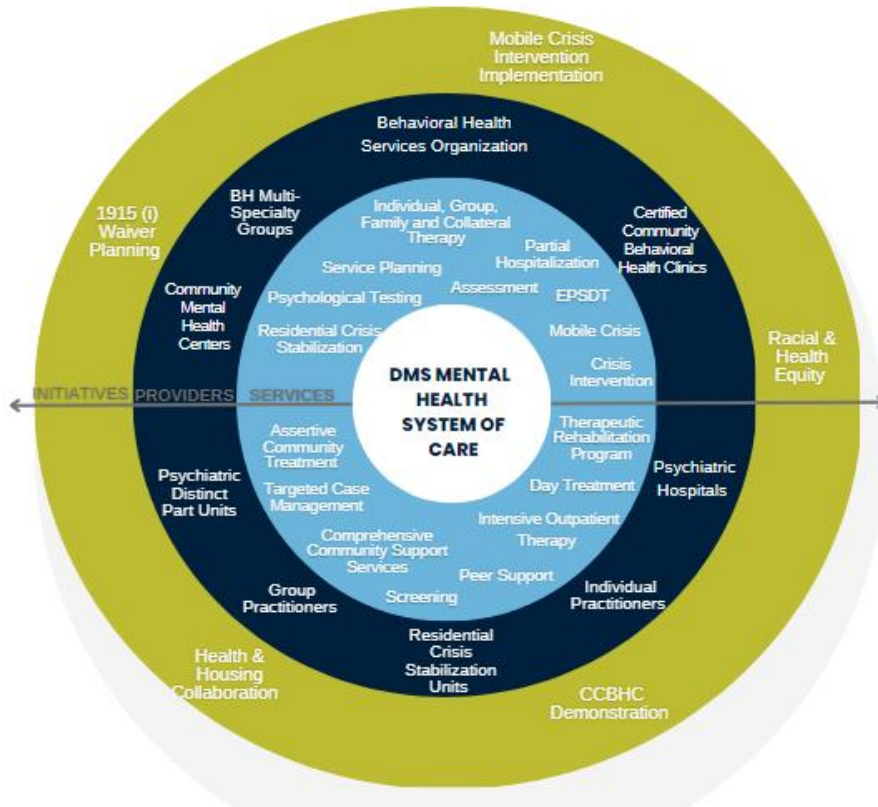 Mobile Crisis
Intervention
Implementation
Behavioral Health
Services Organization
BH Multi-
Specialty
Groups
1915 (i)
Waiver
Planning
Individual, Group,
Family and Collateral
Therapy
Certified
Community
Behavioral
Health Clinics
Partial
Hospitalization
Service Planning
Assessment
EPSDT
Psychological Testing
Community
Mental
Health
Centers
Residential Crisis
Stabilization
Mobile Crisis
Crisis
Intervention
Racial &
Health
Equity
DMS MENTAL
HEALTH
SYSTEM OF
CARE
INITIATIVES PROVIDERS SERVICES
Assertive
Community
Treatment
Therapeutic
Rehabilitation
Program
Psychiatric
Distinct
Part Units
Psychiatric
Hospitals
Targeted Case
Management
Day Treatment
Intensive Outpatient
Therapy
Comprehensive
Community Support
Services
Peer Support
Screening
Group
Practitioners
Individual
Practitioners
Residential
Crisis
Stabilization
Units
Health &
Housing
Collaboration
CCBHC
Demonstration